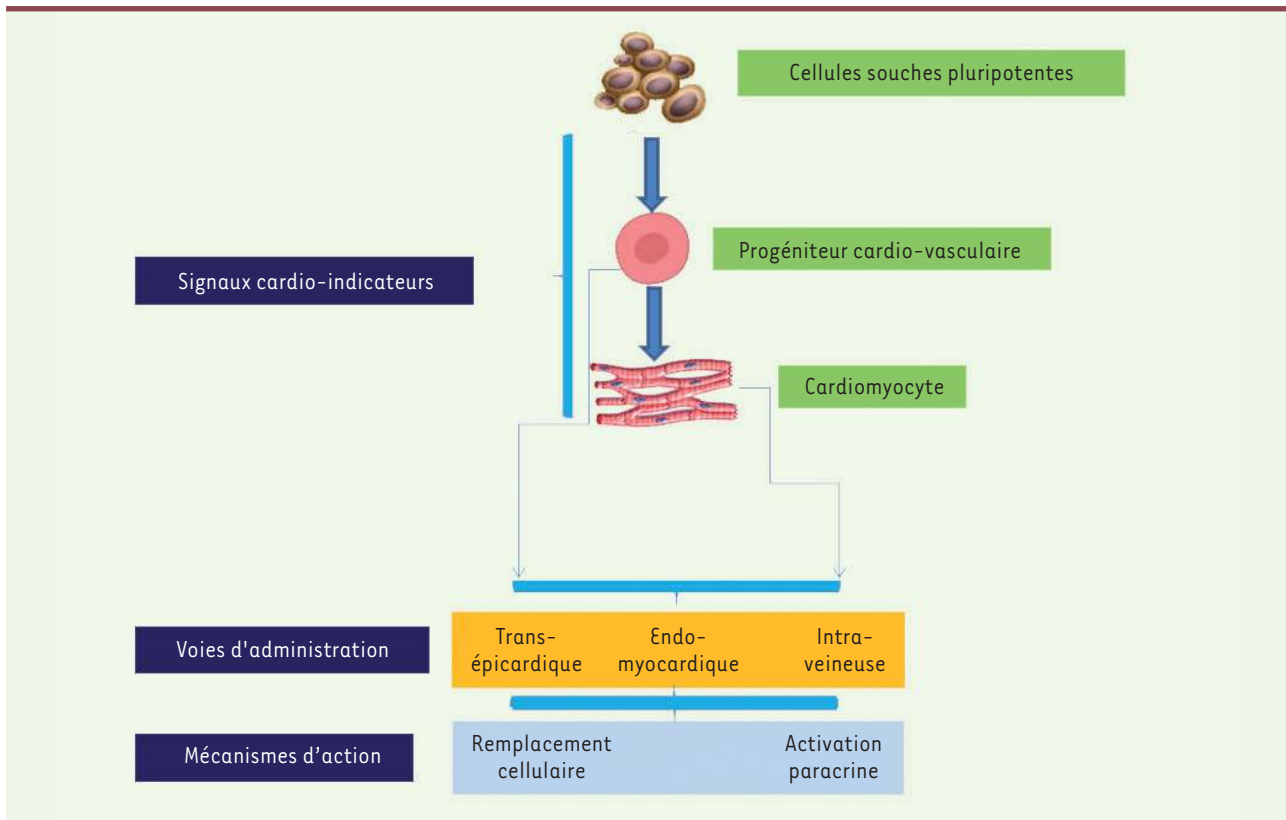 Cellules souches pluripotentes
Progéniteur cardio-vasculaire
Signaux cardio-indicateurs
Cardiomyocyte
Voies d'administration
Trans-
épicardique
Endo-
myocardique
Intra-
veineuse
Mécanismes d'action
Remplacement
cellulaire
Activation
paracrine